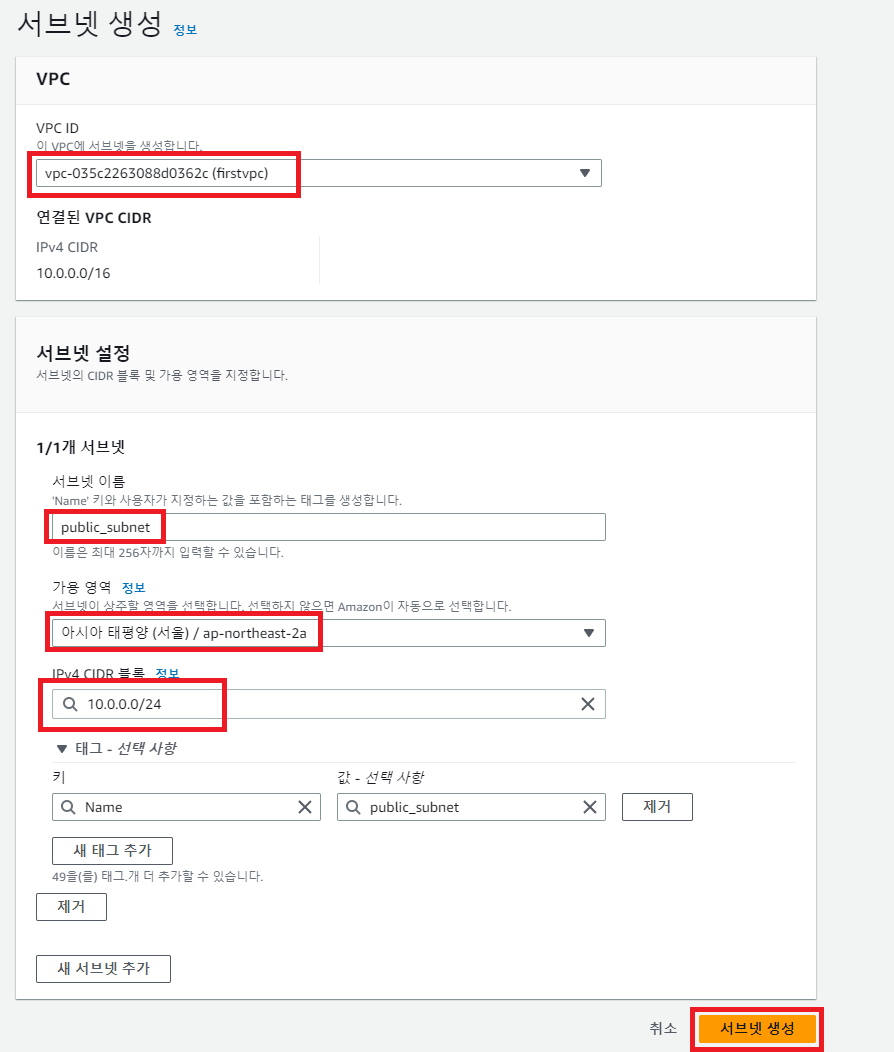 서브넷 생성 정보
VPC
VPC ID
이 VPC에 서브넷을 생성합니다.
vpc-035c2263088d0362c (firstvpc)
연결된 VPC CIDR
IPv4 CIDR
10.0.0.0/16
서브넷 설정
서브넷의 CIDR 블록 및 가용 영역을 지정합니다.
1/1개 서브넷
서브넷 이름
'Name' 키와 사용자가 지정하는 값을 포함하는 태그를 생성합니다.
public_subnet
이름은 최대 256자까지 입력할 수 있습니다.
가용 영역 정보
서브넷이 상주할 영역을 선택합니다. 선택하지 않으면 Amazon이 자동으로 선택합니다.
아시아 태평양 (서울) / ap-northeast-2a
IPv4 CIDR 블록 정보
10.0.0.0/24
태그 - 선택 사항
키 값 - 선택 사항
Name public_subnet 제거
새 태그 추가
49을(를) 태그.개 더 추가할 수 있습니다.
제거
새 서브넷 추가
취소 서브넷 생성